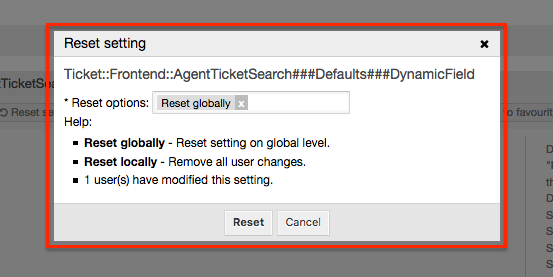 Reset setting
Ticket::Frontend::AgentTicketSearch###Defaults###DynamicField
* Reset options: Reset globally x
Help:
Reset globally - Reset setting on global level.
Reset locally - Remove all user changes.
1 user(s) have modified this setting.
Reset Cancel